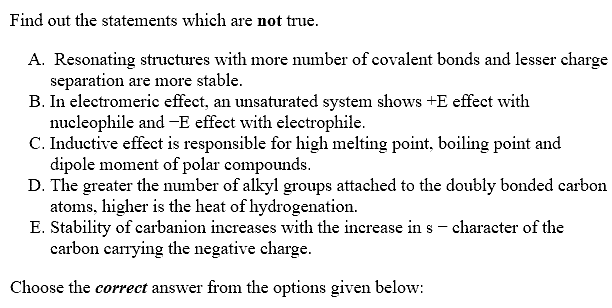 Find out the statements which are not true.
A. Resonating structures with more number of covalent bonds and lesser charge
separation are more stable.
B. In electromeric effect, an unsaturated system shows +E effect with
nucleophile and −E effect with electrophile.
C. Inductive effect is responsible for high melting point, boiling point and
dipole moment of polar compounds.
D. The greater the number of alkyl groups attached to the doubly bonded carbon
atoms, higher is the heat of hydrogenation.
E. Stability of carbanion increases with the increase in s − character of the
carbon carrying the negative charge.
Choose the correct answer from the options given below: